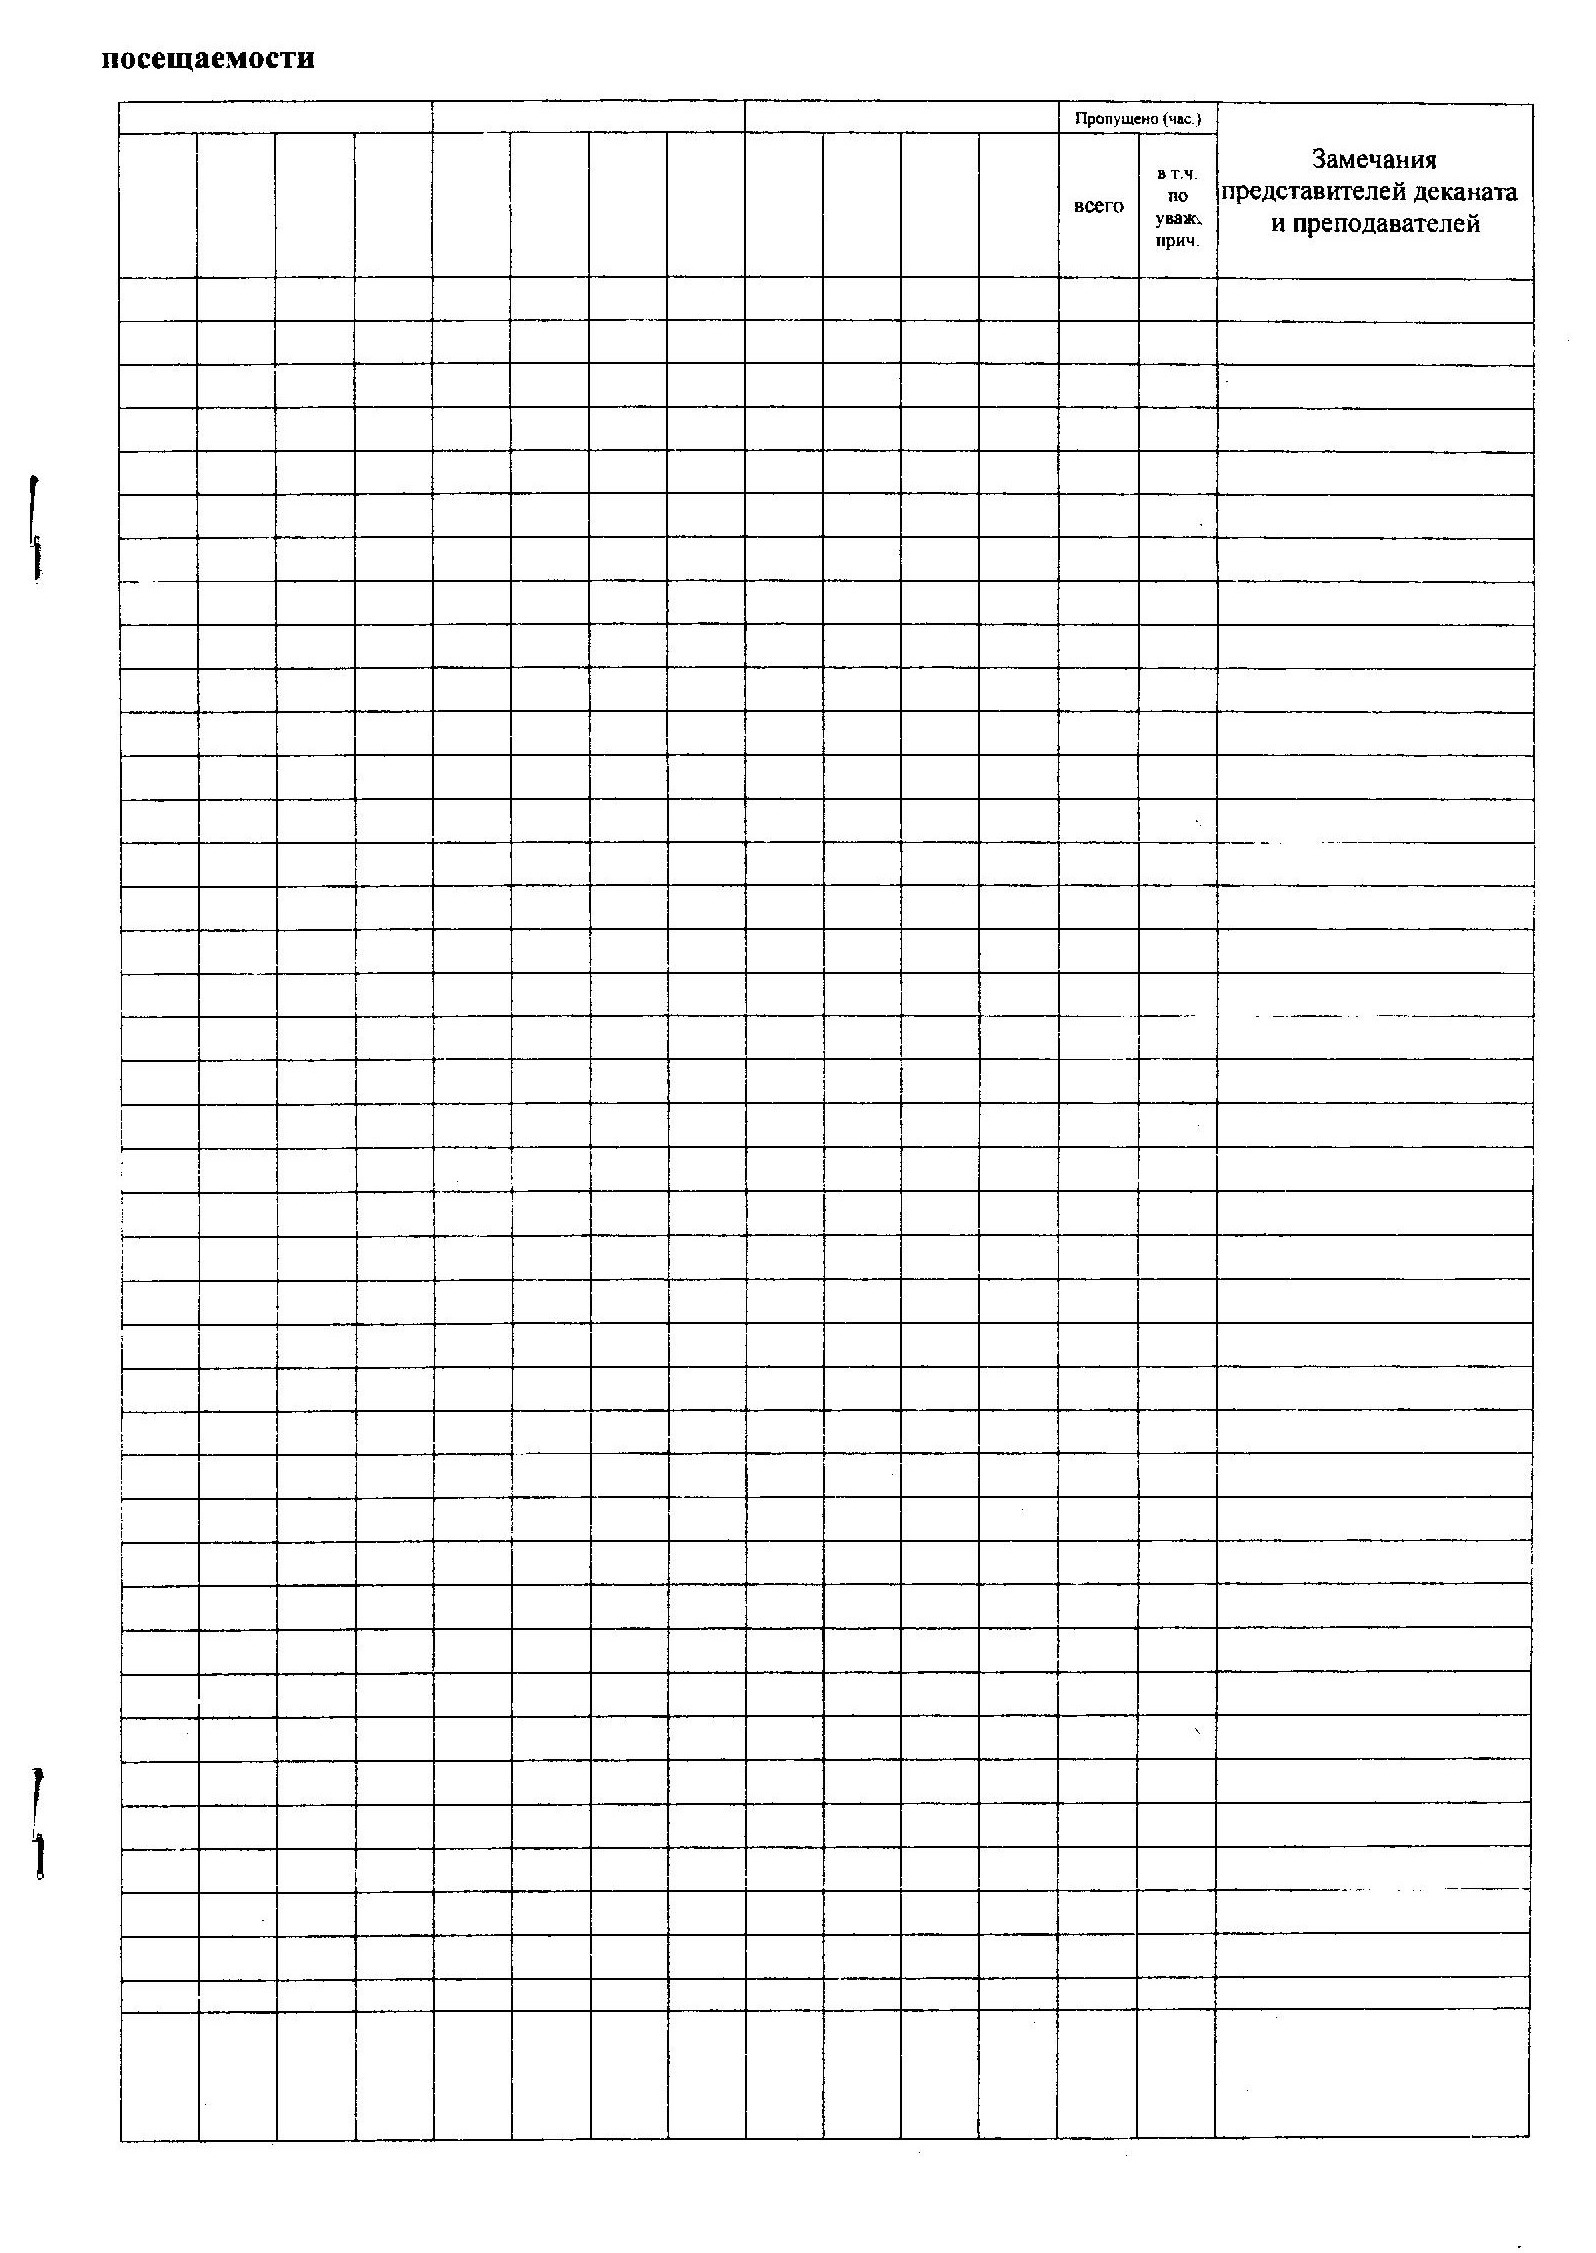 посещаемости
Пропущено (час.)
всего
в т.ч.
по
уваж.
прич.
Замечания
представителей деканата
и преподавателей